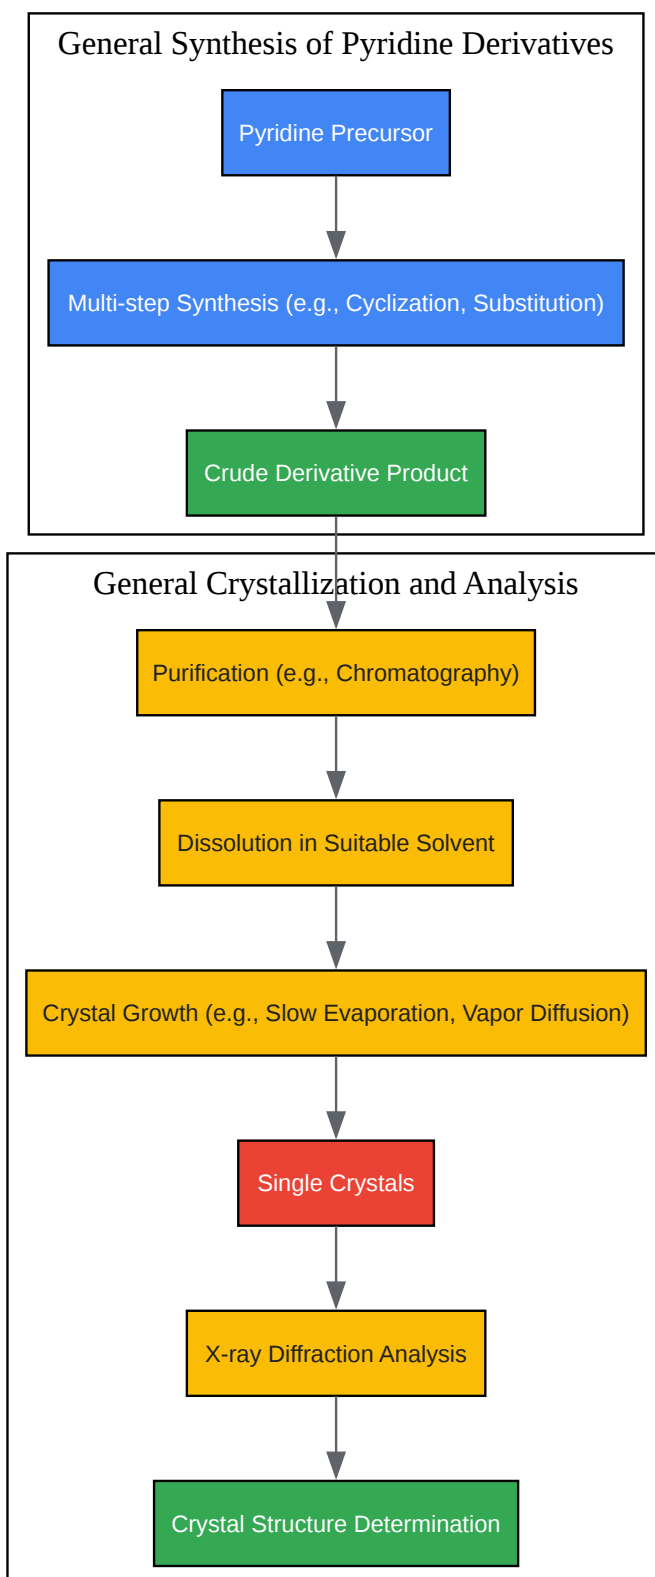 General Synthesis of Pyridine Derivatives
Pyridine Precursor
Multi-step Synthesis (e.g., Cyclization, Substitution)
Crude Derivative Product
General Crystallization and Analysis
Purification (e.g., Chromatography)
Dissolution in Suitable Solvent
Crystal Growth (e.g., Slow Evaporation, Vapor Diffusion)
Single Crystals
X-ray Diffraction Analysis
Crystal Structure Determination